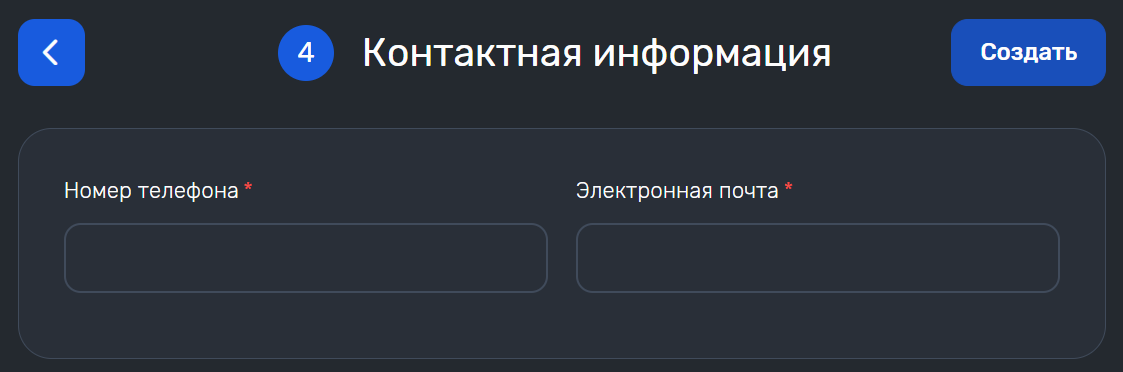 4 Контактная информация Создать
Номер телефона * Электронная почта *